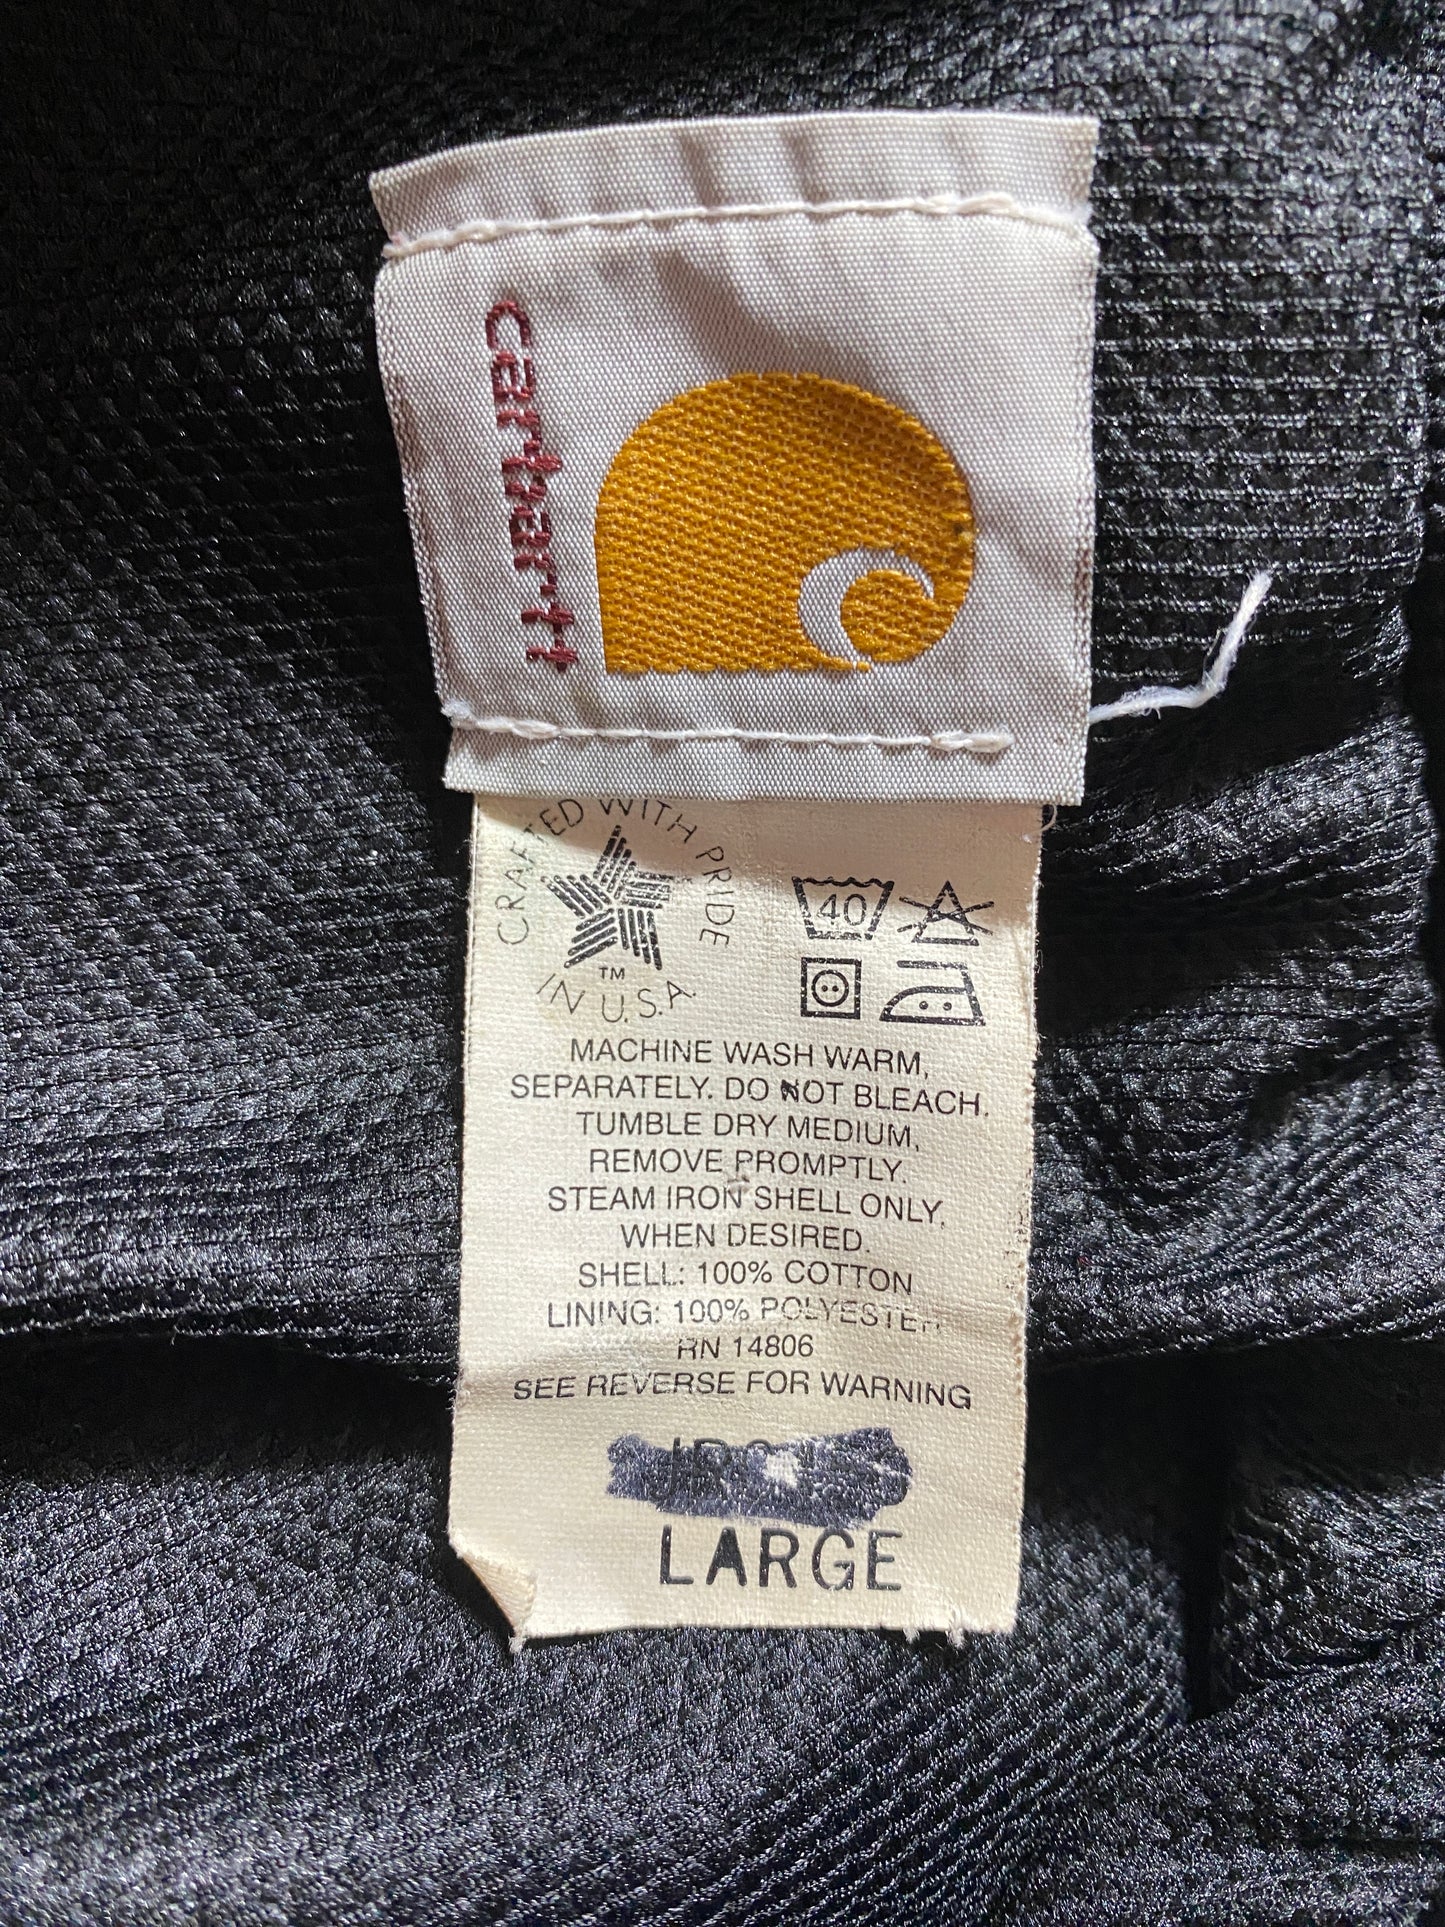 carhartt
CRAFTED WITH PRIDE
TM
IN U.S.A.
40
MACHINE WASH WARM,
SEPARATELY. DO NOT BLEACH.
TUMBLE DRY MEDIUM,
REMOVE PROMPTLY.
STEAM IRON SHELL ONLY,
WHEN DESIRED.
SHELL: 100% COTTON
LINING: 100% POLYESTER
RN 14806
SEE REVERSE FOR WARNING
LARGE